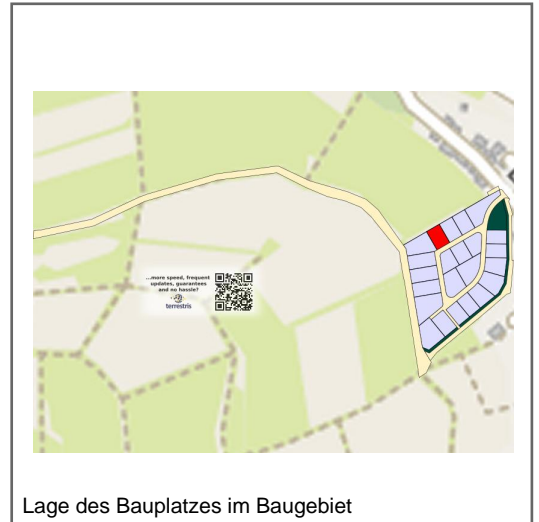 ...more speed, frequent
updates, guarantees
and no hassle?
terrestris
Lage des Bauplatzes im Baugebiet